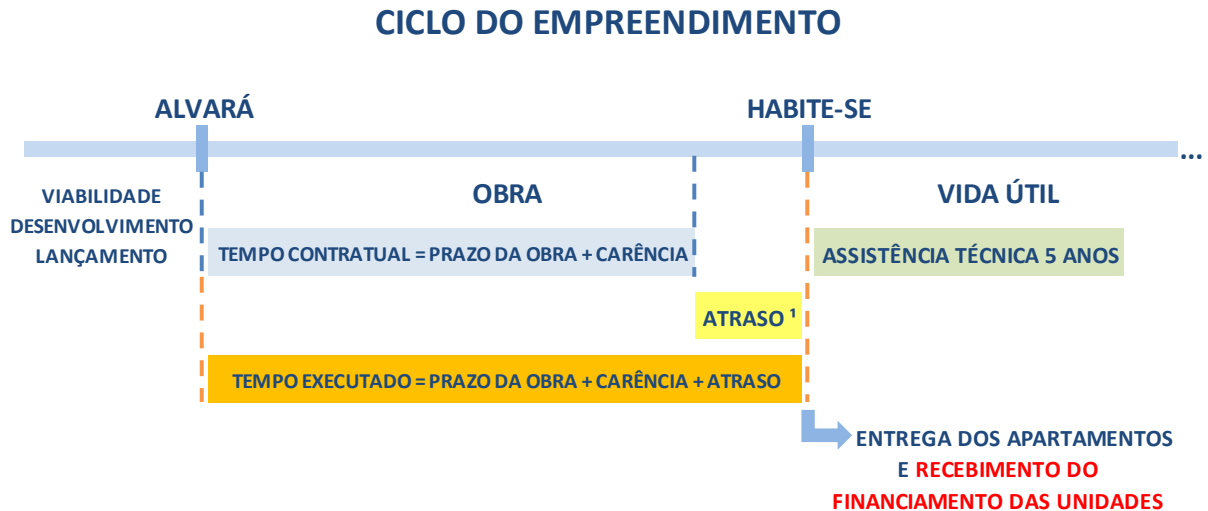 CICLO DO EMPREENDIMENTO
ALVARÁ
HABITE-SE
...
VIABILIDADE
DESENVOLVIMENTO
LANÇAMENTO
OBRA
VIDA ÚTIL
TEMPO CONTRATUAL = PRAZO DA OBRA + CARÊNCIA
ASSISTÊNCIA TÉCNICA 5 ANOS
ATRASO ¹
TEMPO EXECUTADO = PRAZO DA OBRA + CARÊNCIA + ATRASO
ENTREGA DOS APARTAMENTOS
E RECEBIMENTO DO
FINANCIAMENTO DAS UNIDADES